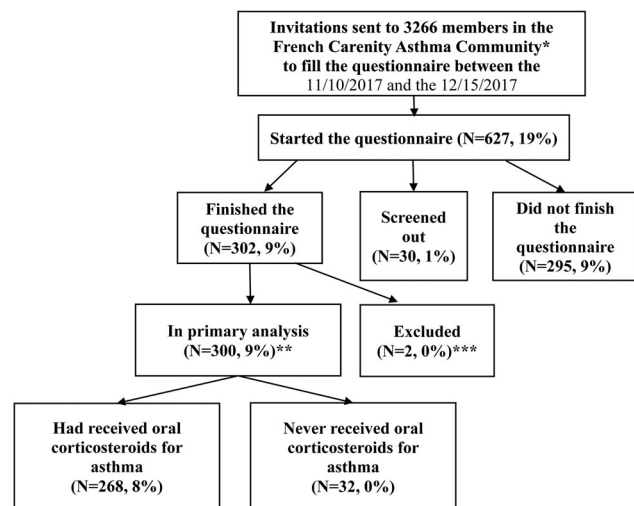 Invitations sent to 3266 members in the
French Carenity Asthma Community*
to fill the questionnaire between the
11/10/2017 and the 12/15/2017
Started the questionnaire (N=627, 19%)
Finished the
questionnaire
(N=302, 9%)
Screened
out
(N=30, 1%)
Did not finish
the
questionnaire
(N=295, 9%)
In primary analysis
(N=300, 9%)**
Excluded
(N=2, 0%)***
Had received oral
corticosteroids for
asthma
(N=268, 8%)
Never received oral
corticosteroids for
asthma
(N=32, 0%)